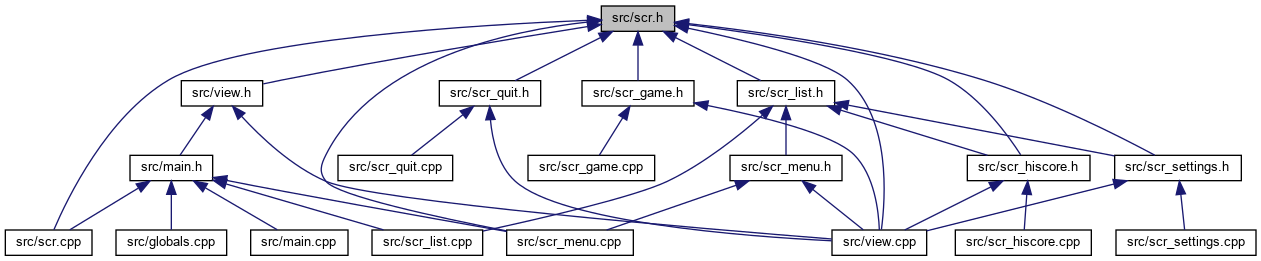 src/scr.h
src/view.h
src/scr_quit.h
src/scr_game.h
src/scr_list.h
src/main.h
src/scr_quit.cpp
src/scr_game.cpp
src/scr_menu.h
src/scr_hiscore.h
src/scr_settings.h
src/scr.cpp
src/globals.cpp
src/main.cpp
src/scr_list.cpp
src/scr_menu.cpp
src/view.cpp
src/scr_hiscore.cpp
src/scr_settings.cpp